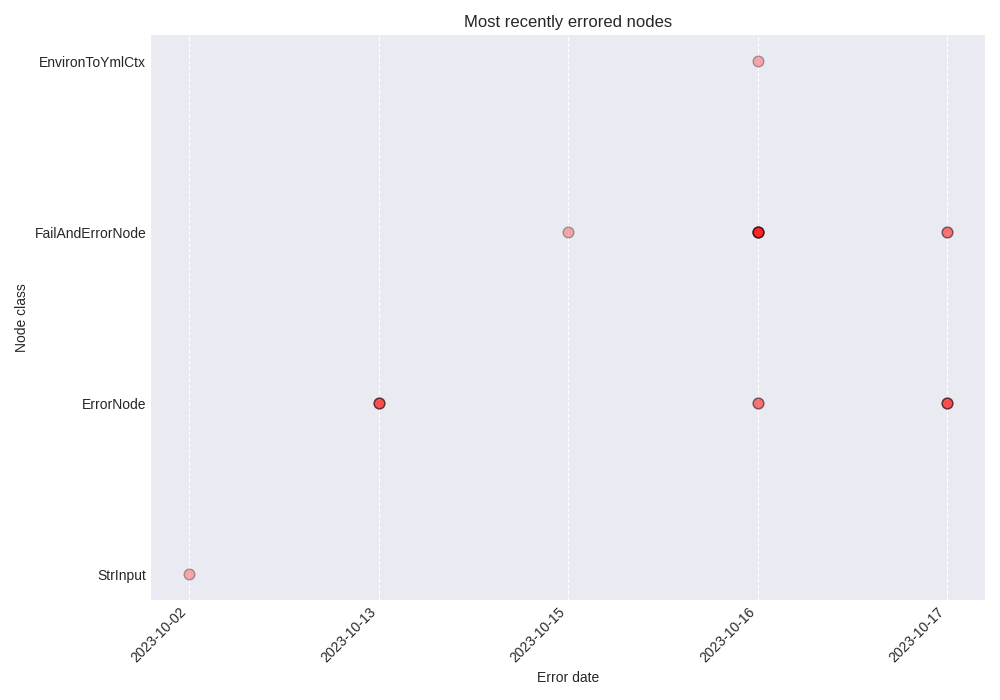 Most recently errored nodes
EnvironToYmlCtx
FailAndErrorNode
Node class
ErrorNode
StrInput
2023-10-02
2023-10-13
2023-10-15
2023-10-16
2023-10-17
Error date